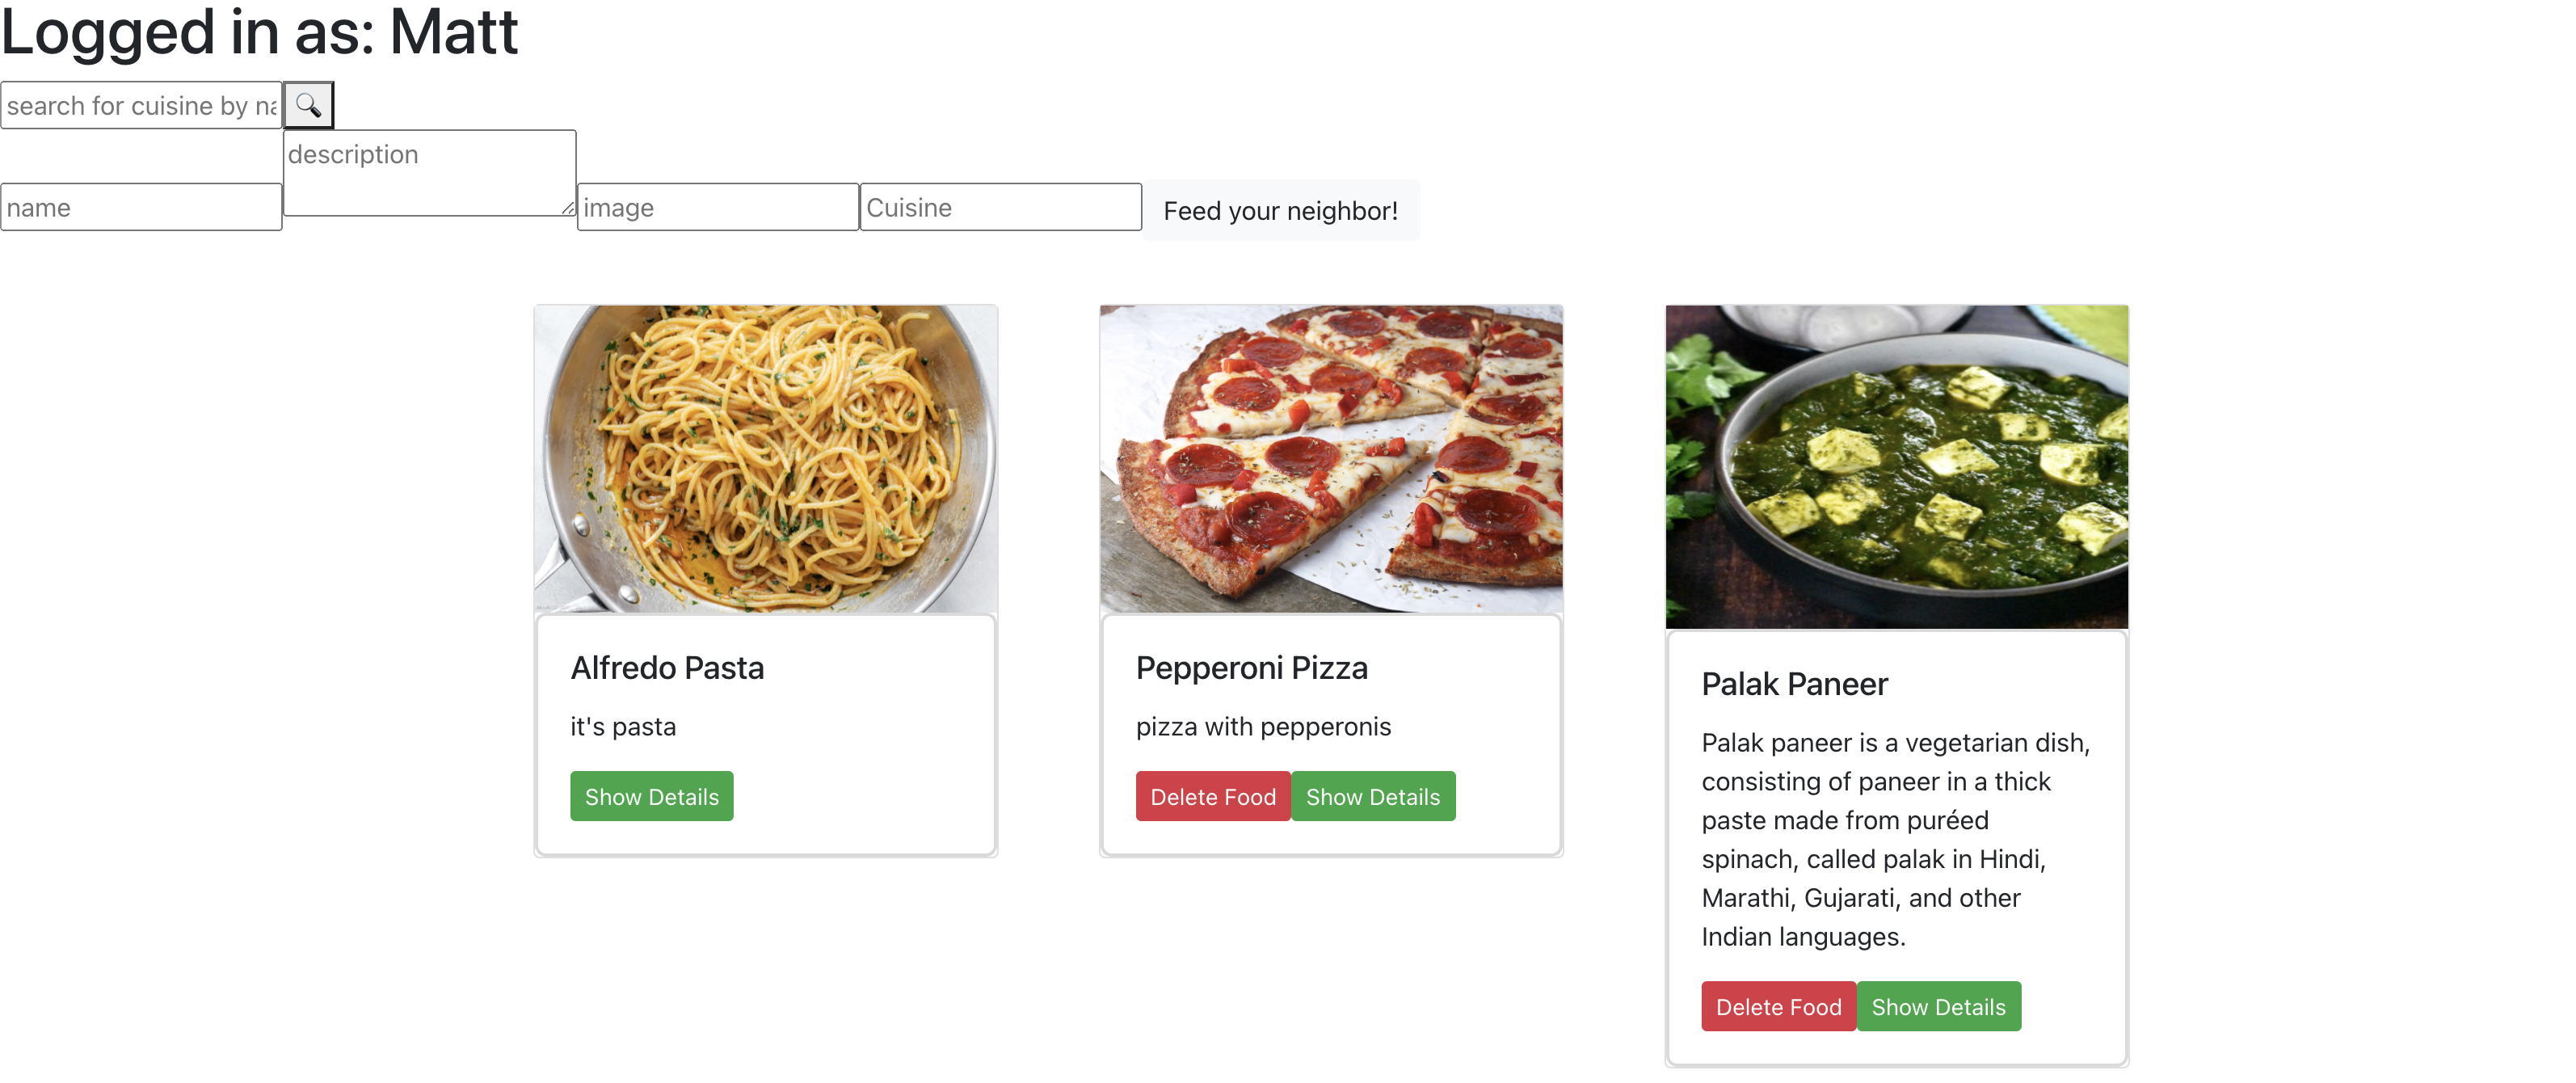 Logged in as: Matt
search for cuisine by na
description
name
image
Cuisine
Feed your neighbor!
Alfredo Pasta
it's pasta
Show Details
Pepperoni Pizza
pizza with pepperonis
Delete Food
Show Details
Palak Paneer
Palak paneer is a vegetarian dish,
consisting of paneer in a thick
paste made from puréed
spinach, called palak in Hindi,
Marathi, Gujarati, and other
Indian languages.
Delete Food
Show Details